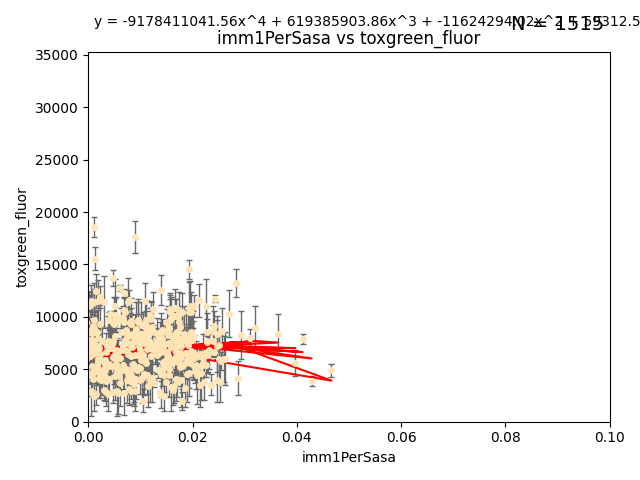 y = -9178411041.56x^4 + 619385903.86x^3 + -11624294
N = 1515
imm1PerSasa vs toxgreen_fluor
35000
30000
25000
20000
15000
10000
5000
0
toxgreen_fluor
0.00 0.02 0.04 0.06 0.08 0.10
imm1PerSasa